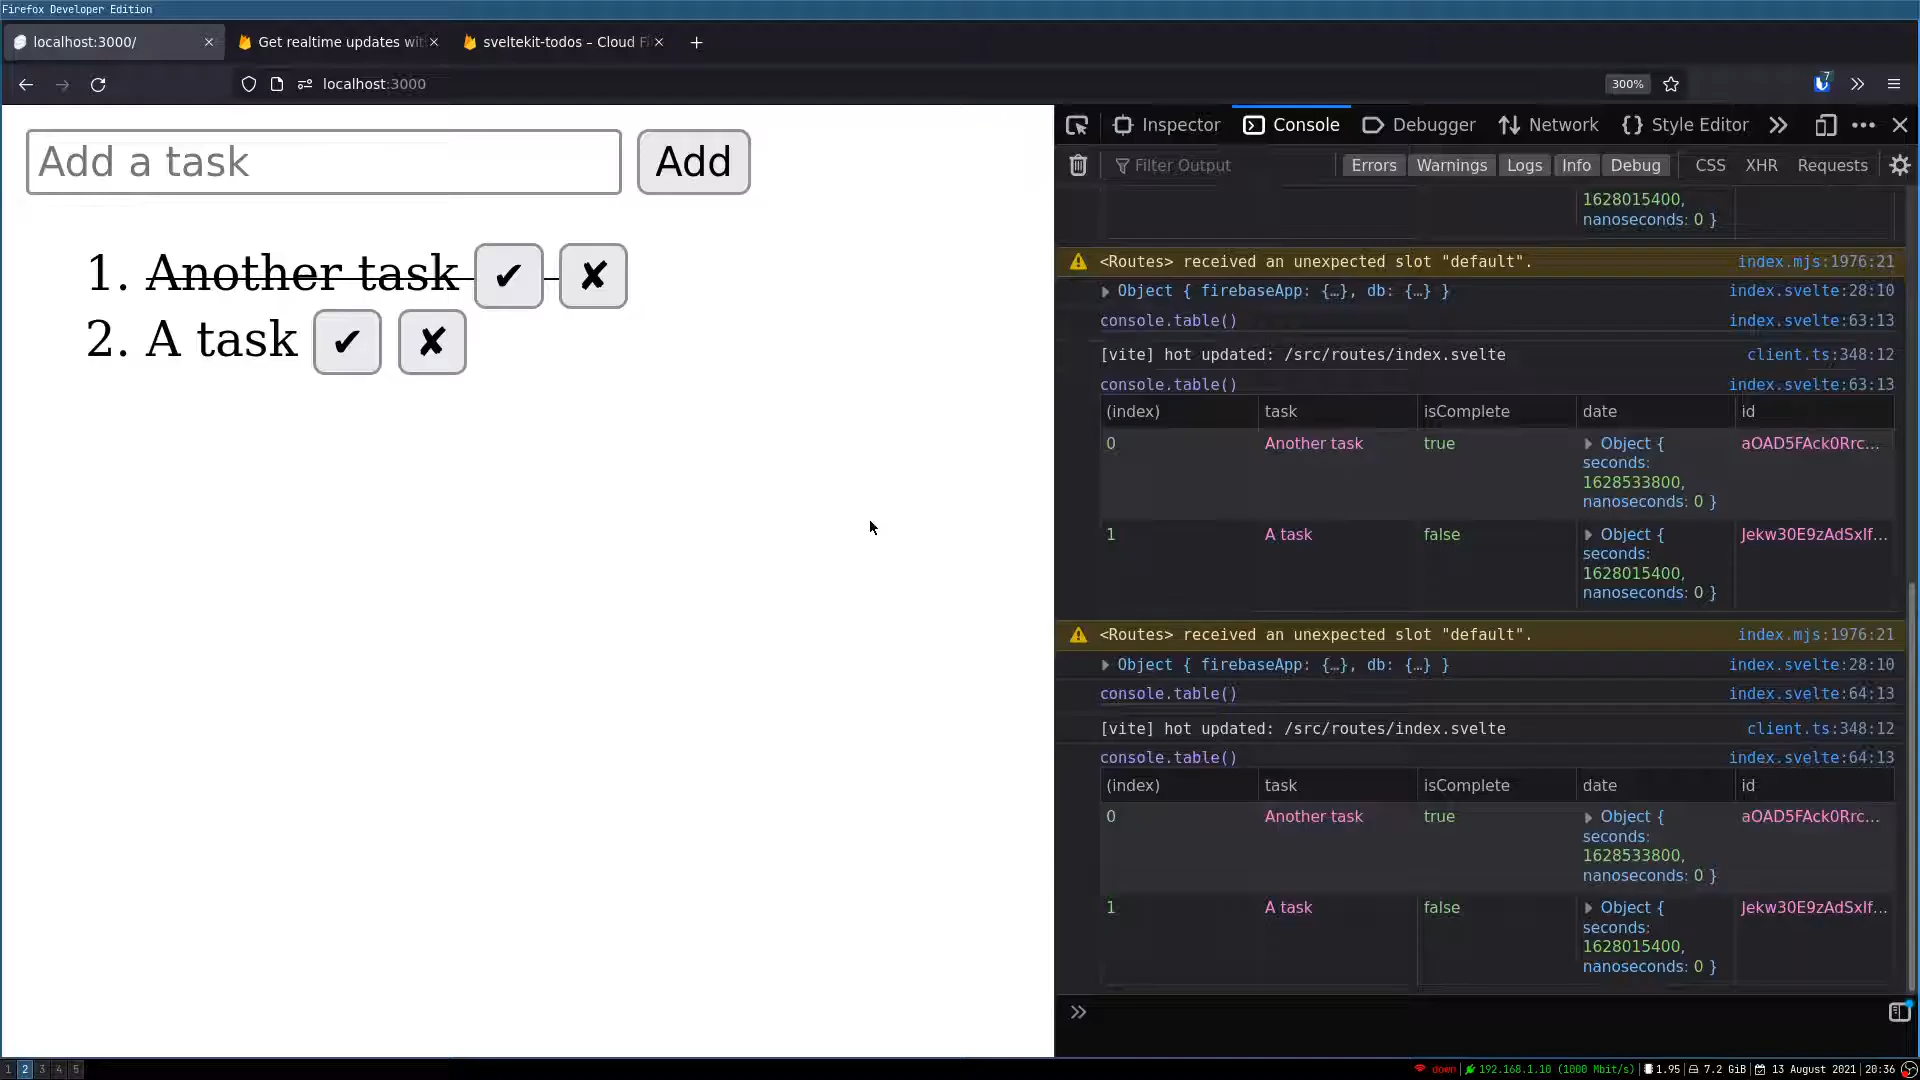 Firefox Developer Edition
localhost:3000/
Get realtime updates wit
sveltekit-todos – Cloud Fi
localhost:3000
300%
7
Add a task
Add
1. Another task ✔ ✘
2. A task ✔ ✘
Inspector
Console
Debugger
Network
Style Editor
Filter Output
Errors
Warnings
Logs
Info
Debug
CSS
XHR
Requests
1628015400,
nanoseconds: 0 }
<Routes> received an unexpected slot "default". index.mjs:1976:21
Object { firebaseApp: {…}, db: {…} } index.svelte:28:10
console.table() index.svelte:63:13
[vite] hot updated: /src/routes/index.svelte client.ts:348:12
console.table() index.svelte:63:13
(index) task isComplete date id
0 Another task true Object { aOAD5FAck0Rrc…
seconds:
1628533800,
nanoseconds: 0 }
1 A task false Object { Jekw30E9zAdSxIf…
seconds:
1628015400,
nanoseconds: 0 }
<Routes> received an unexpected slot "default". index.mjs:1976:21
Object { firebaseApp: {…}, db: {…} } index.svelte:28:10
console.table() index.svelte:64:13
[vite] hot updated: /src/routes/index.svelte client.ts:348:12
console.table() index.svelte:64:13
(index) task isComplete date id
0 Another task true Object { aOAD5FAck0Rrc…
seconds:
1628533800,
nanoseconds: 0 }
1 A task false Object { Jekw30E9zAdSxIf…
seconds:
1628015400,
nanoseconds: 0 }
1 2 3 4 5
down 192.168.1.10 (1000 Mbit/s) 1.95 7.2 GiB 13 August 2021 20:36